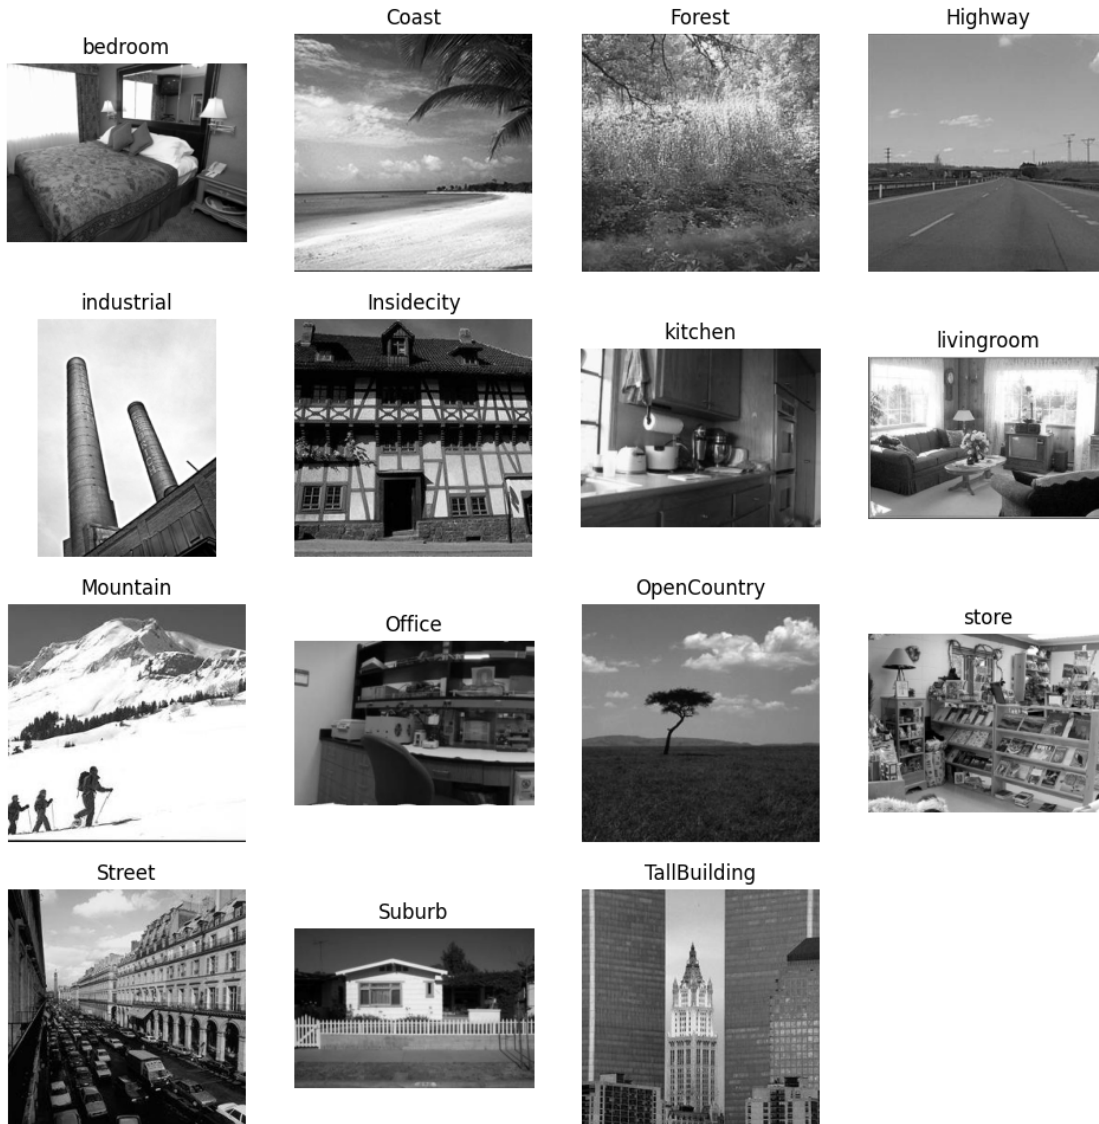 bedroom
Coast
Forest
Highway
industrial
Insidecity
kitchen
livingroom
Mountain
Office
OpenCountry
store
Street
Suburb
TallBuilding